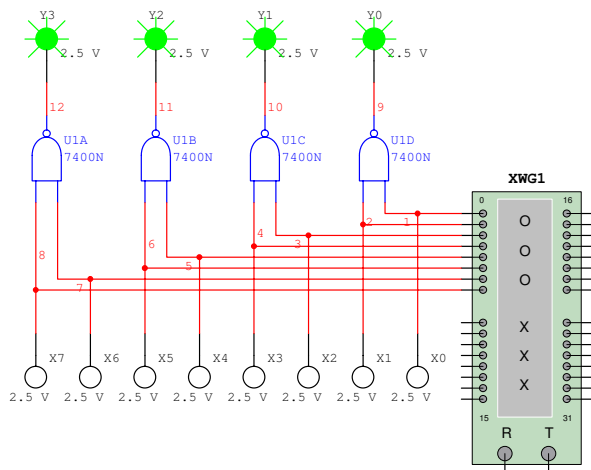 Y3 Y2 Y1 Y0
2.5 V 2.5 V 2.5 V 2.5 V
12 11 10 9
U1A U1B U1C U1D
7400N 7400N 7400N 7400N
XWG1
0 16
O
O
O
8 7 6 5 4 3 2 1
X
X
X
X7 X6 X5 X4 X3 X2 X1 X0
2.5 V 2.5 V 2.5 V 2.5 V 2.5 V 2.5 V 2.5 V 2.5 V
15 31
R T